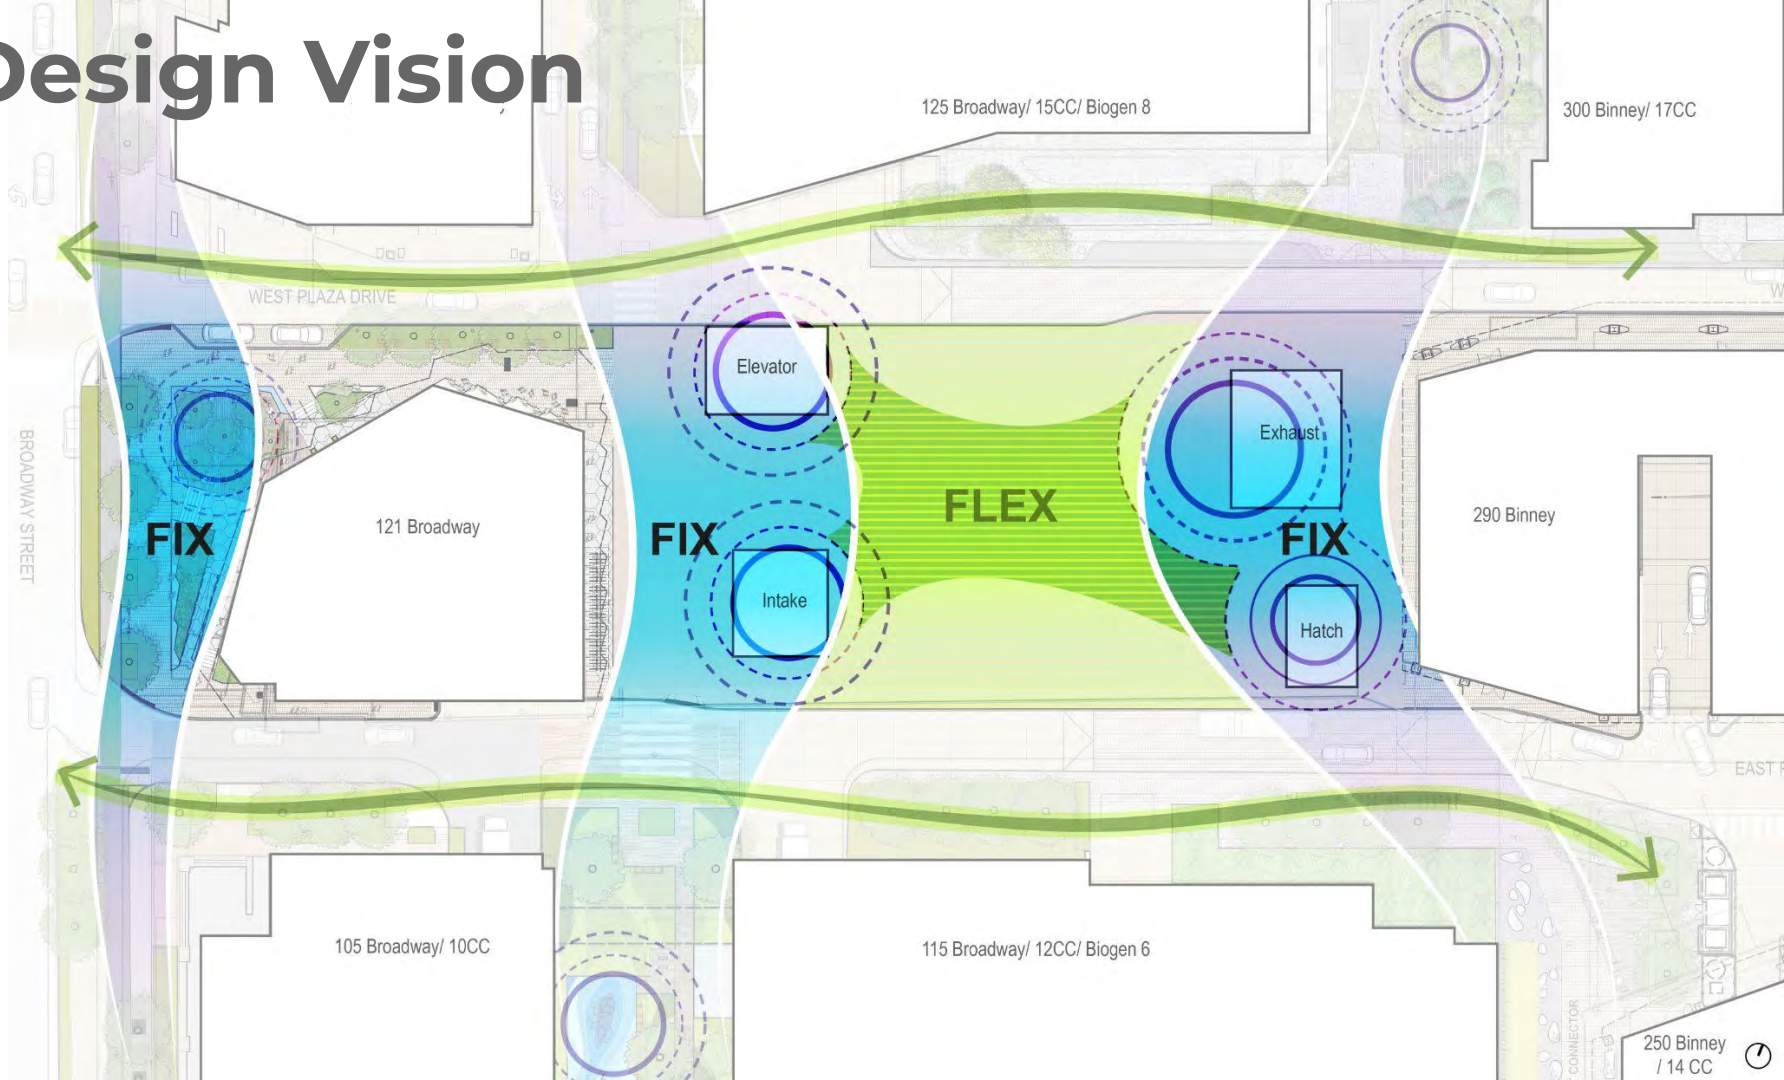 Design Vision
125 Broadway/ 15CC/ Biogen 8
300 Binney/ 17CC
WEST PLAZA DRIVE
Elevator
Exhaust
BROADWAY STREET
FIX
121 Broadway
FIX
FLEX
FIX
290 Binney
Intake
Hatch
EAST
105 Broadway/ 10CC
115 Broadway/ 12CC/ Biogen 6
CONNECTOR
250 Binney
/ 14 CC